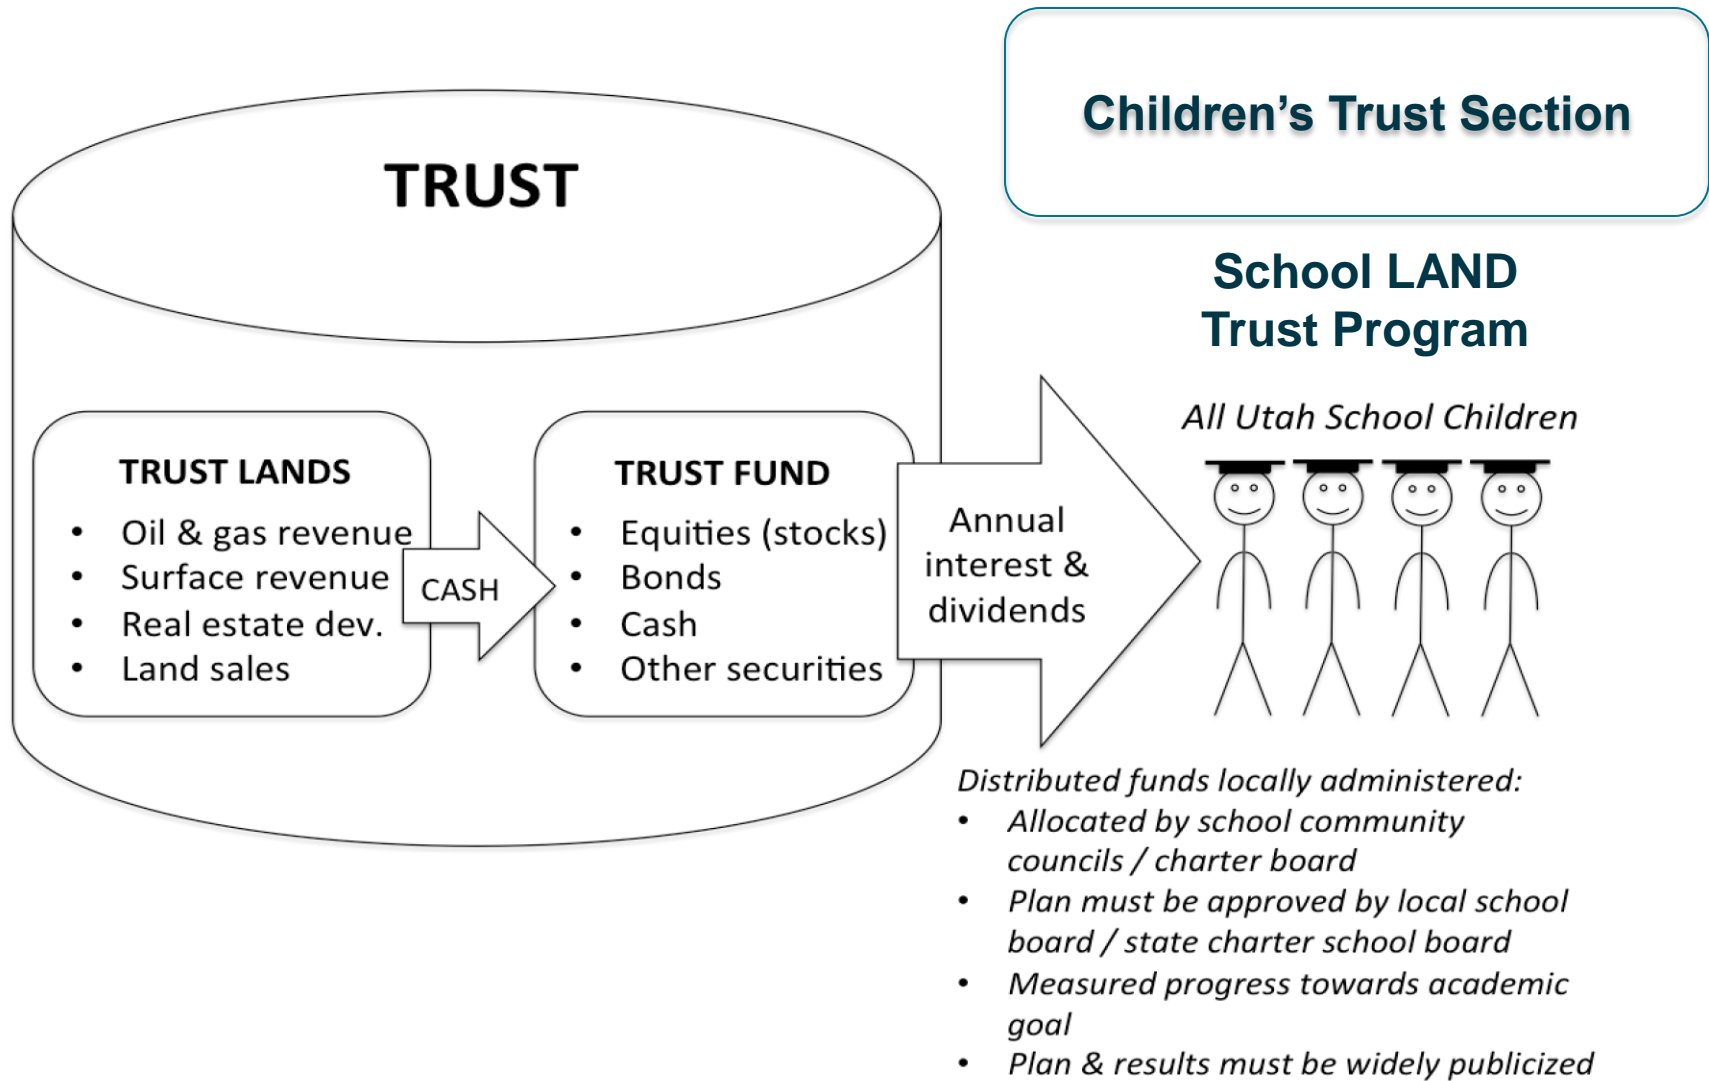 Children's Trust Section
TRUST
School LAND
Trust Program
All Utah School Children
TRUST LANDS
• Oil & gas revenue
• Surface revenue
• Real estate dev.
• Land sales
CASH
TRUST FUND
• Equities (stocks)
• Bonds
• Cash
• Other securities
Annual
interest &
dividends
Distributed funds locally administered:
• Allocated by school community
councils / charter board
• Plan must be approved by local school
board / state charter school board
• Measured progress towards academic
goal
• Plan & results must be widely publicized